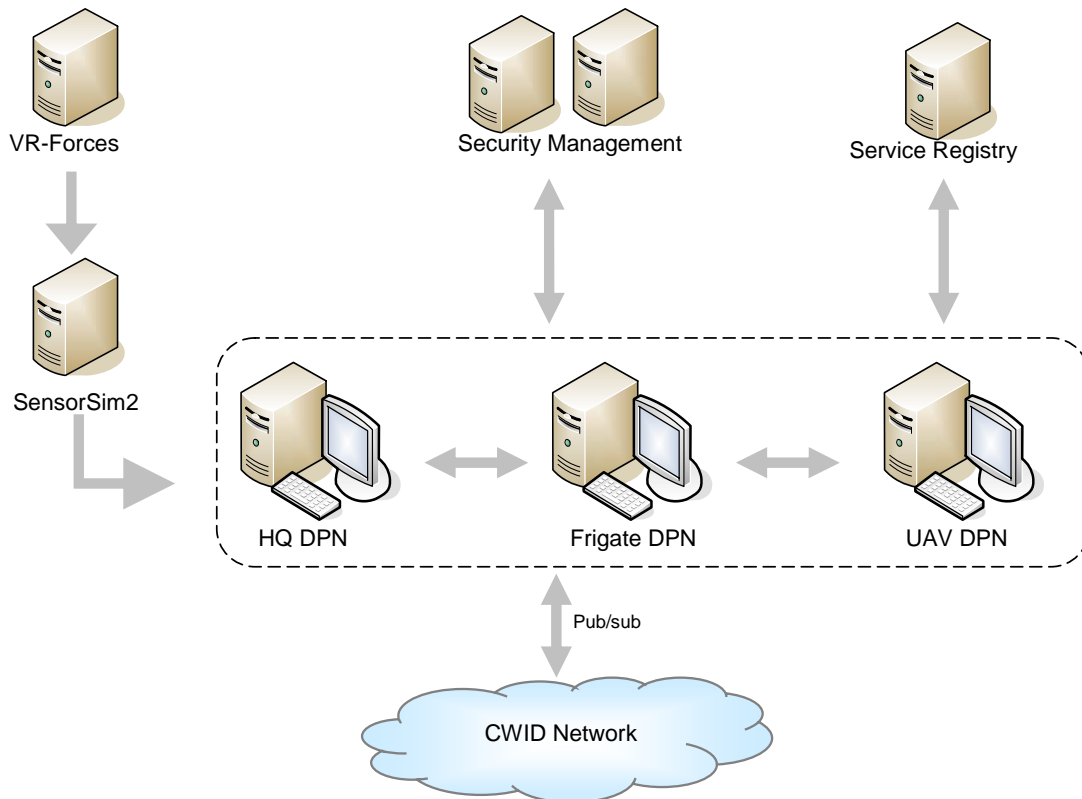 VR-Forces
Security Management
Service Registry
SensorSim2
HQ DPN
Frigate DPN
UAV DPN
Pub/sub
CWID Network